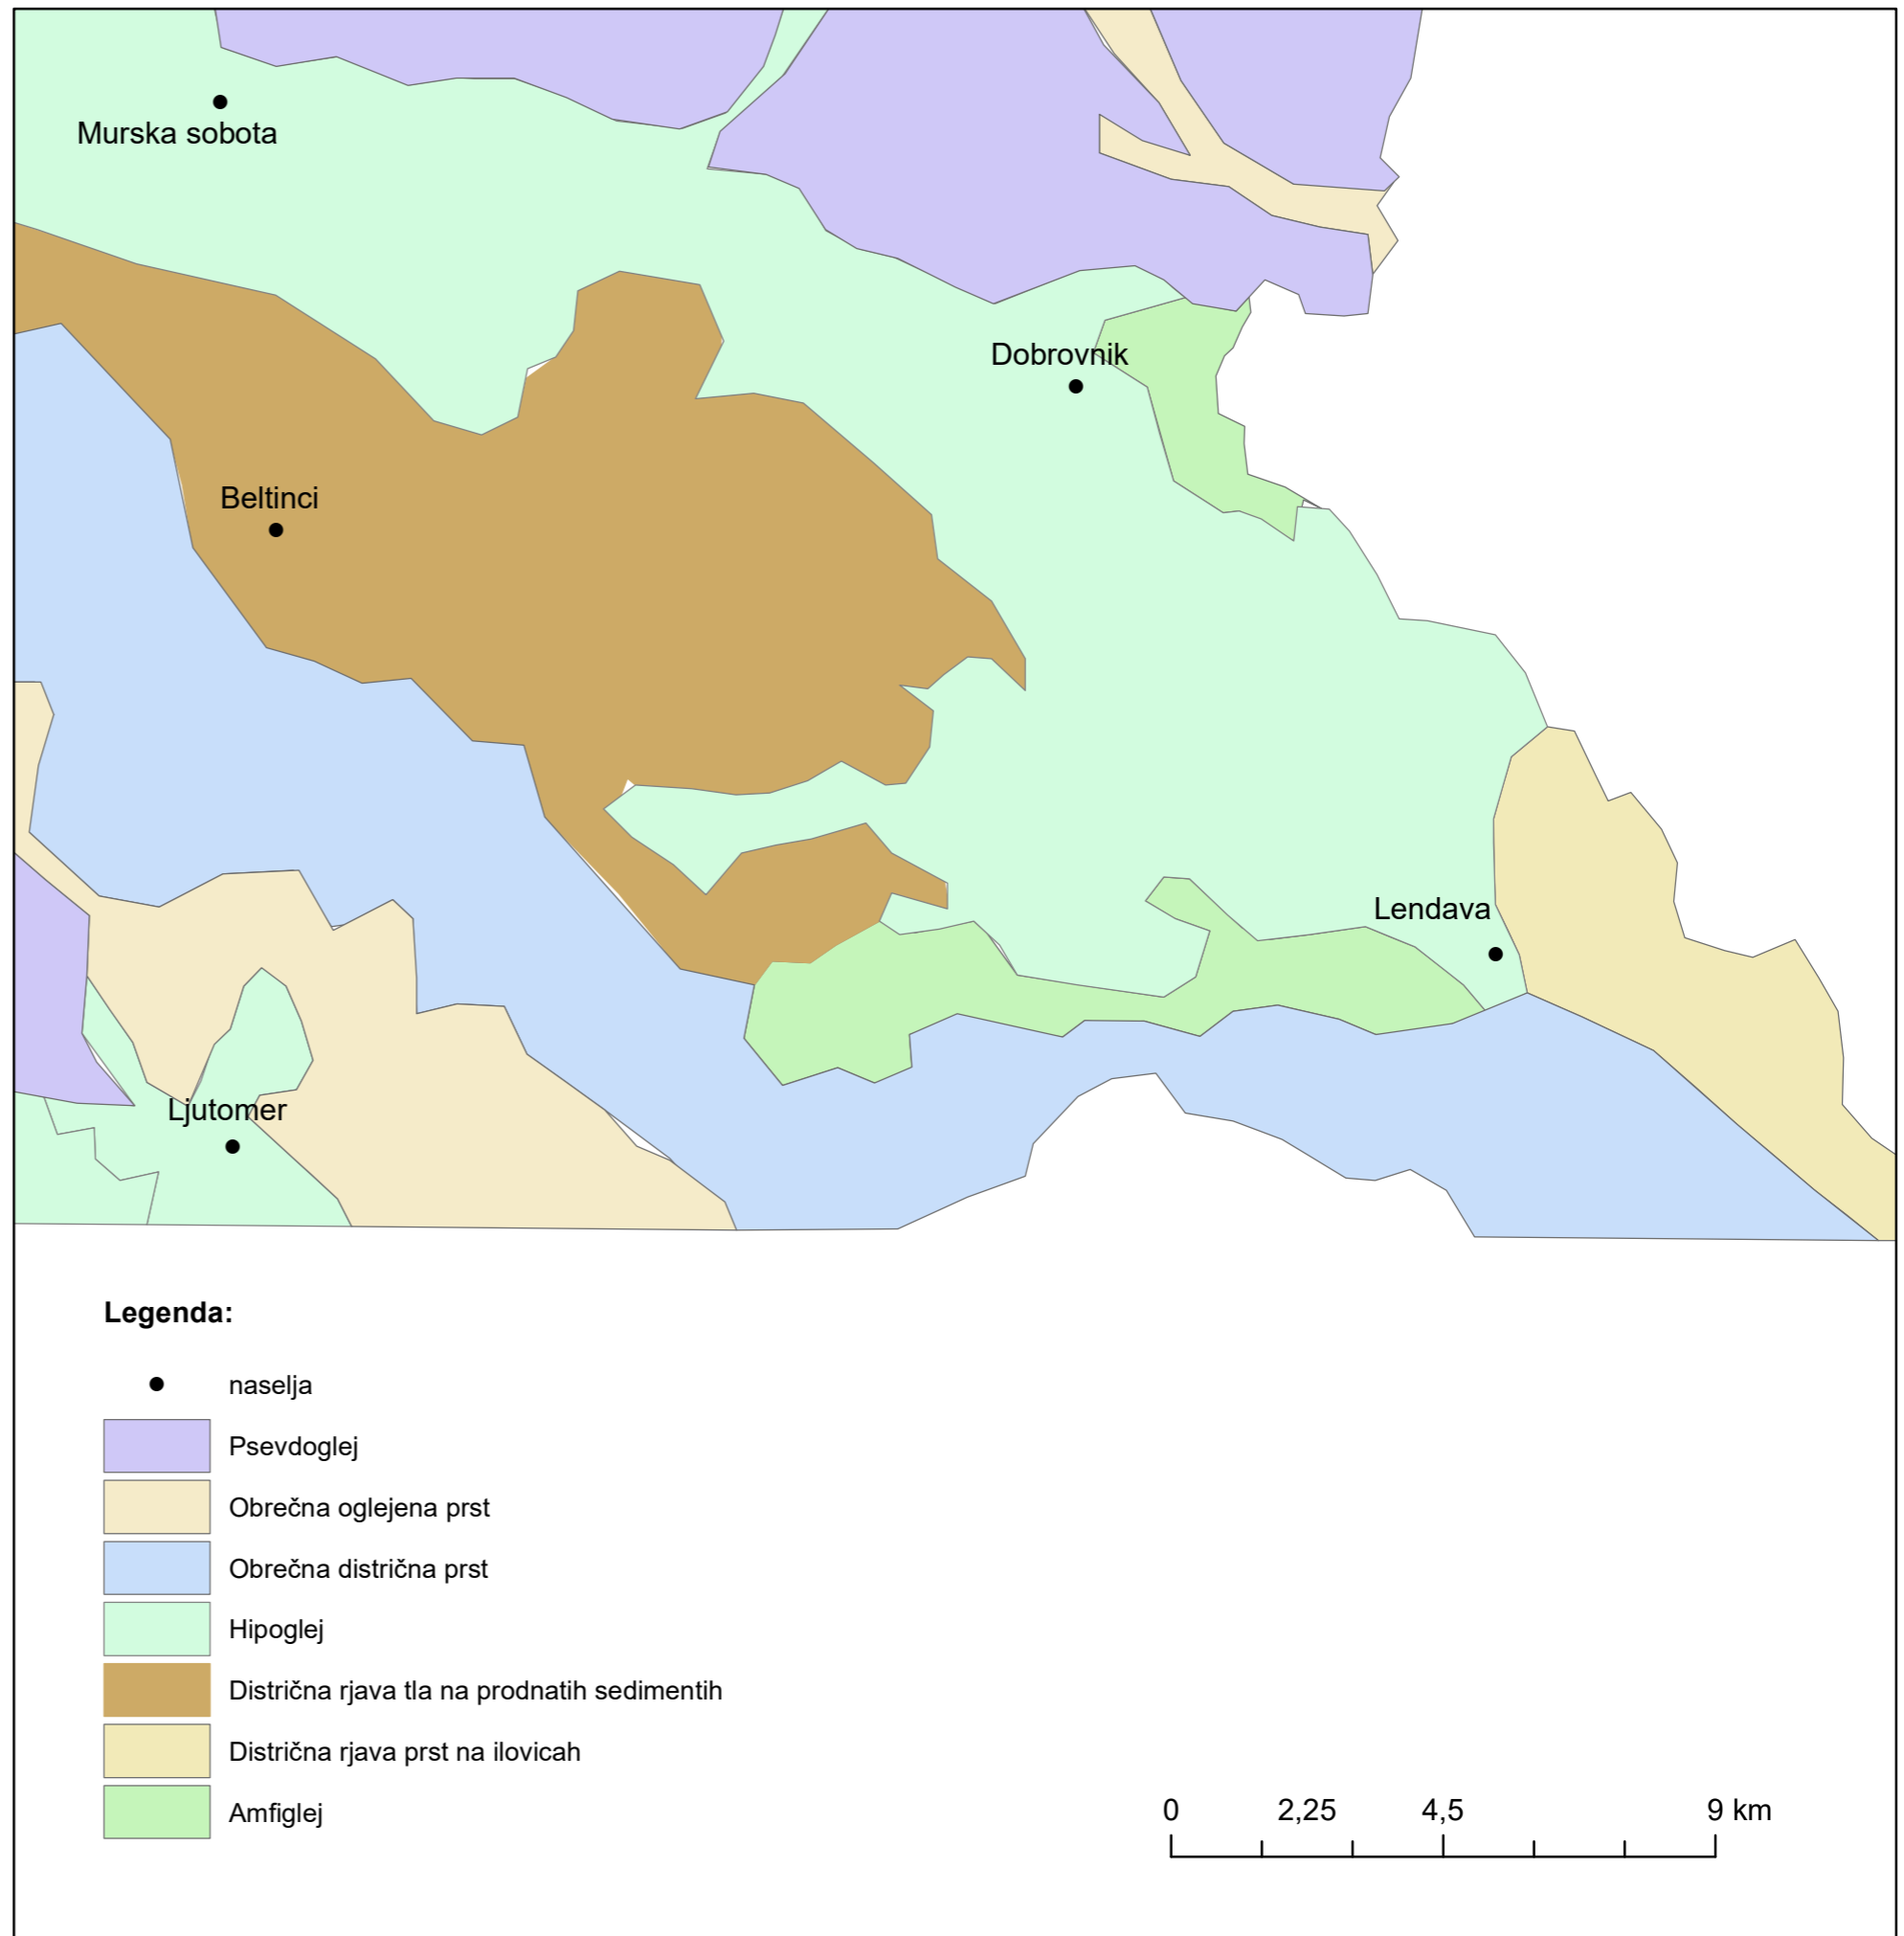 Murska sobota
Dobrovnik
Beltinci
Lendava
Ljutomer
Legenda:
naselja
Psevdoglej
Obrečna oglejena prst
Obrečna distrična prst
Hipoglej
Distrična rjava tla na prodnatih sedimentih
Distrična rjava prst na ilovicah
Amfiglej
0 2,25 4,5 9 km